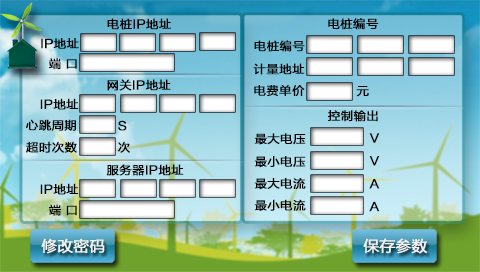 电桩IP地址
IP地址
端 口
网关IP地址
IP地址
心跳周期 S
超时次数 次
服务器IP地址
IP地址
端 口
电桩编号
电桩编号
计量地址
电费单价 元
控制输出
最大电压 V
最小电压 V
最大电流 A
最小电流 A
修改密码
保存参数